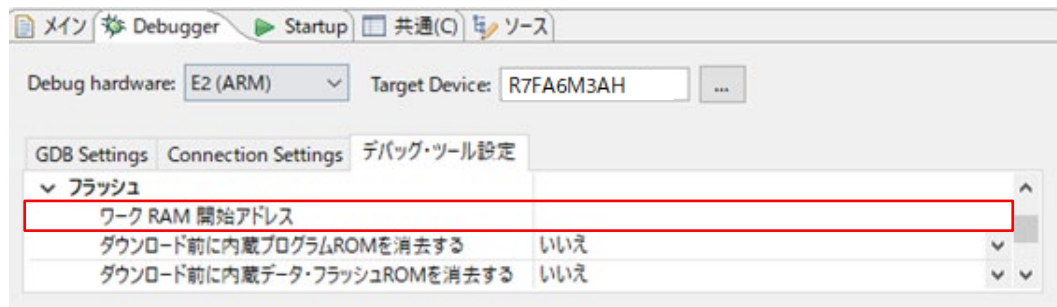 メイン Debugger Startup 共通(C) ソース
Debug hardware: E2 (ARM) Target Device: R7FA6M3AH ...
GDB Settings Connection Settings デバッグ・ツール設定
フラッシュ
ワーク RAM 開始アドレス
ダウンロード前に内蔵プログラムROMを消去する いいえ
ダウンロード前に内蔵データ・フラッシュROMを消去する いいえ